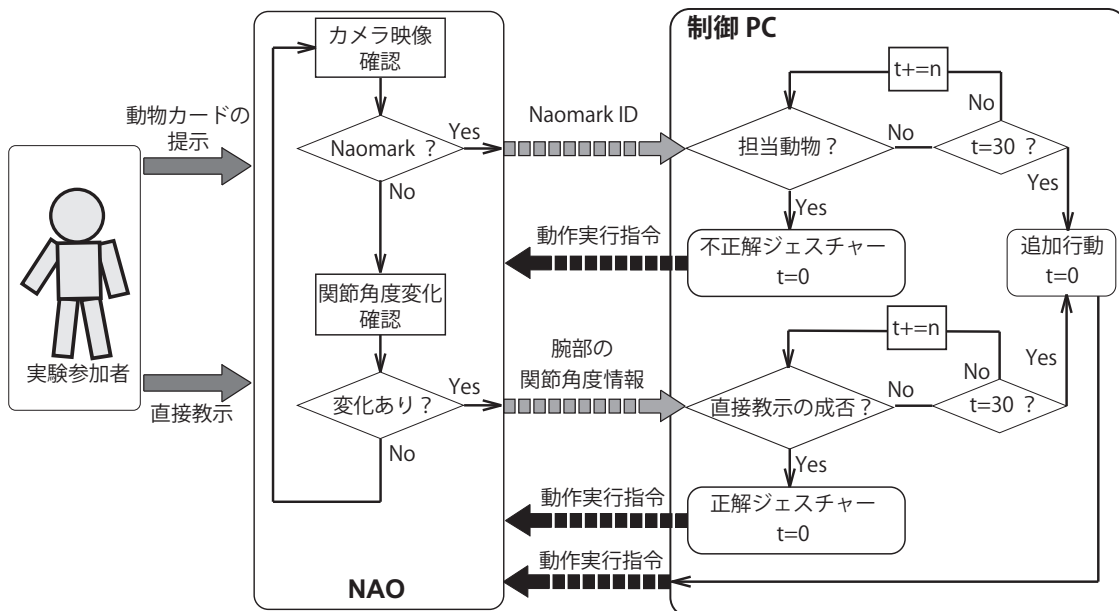 動物カードの
提示
実験参加者
直接教示
カメラ映像
確認
Naomark ？
Yes
No
関節角度変化
確認
変化あり？
Yes
No
NAO
Naomark ID
動作実行指令
腕部の
関節角度情報
動作実行指令
動作実行指令
制御 PC
t+=n
No
担当動物？
No
t=30 ？
Yes
Yes
不正解ジェスチャー
t=0
追加行動
t=0
t+=n
No
Yes
直接教示の成否？
No
t=30 ？
Yes
正解ジェスチャー
t=0